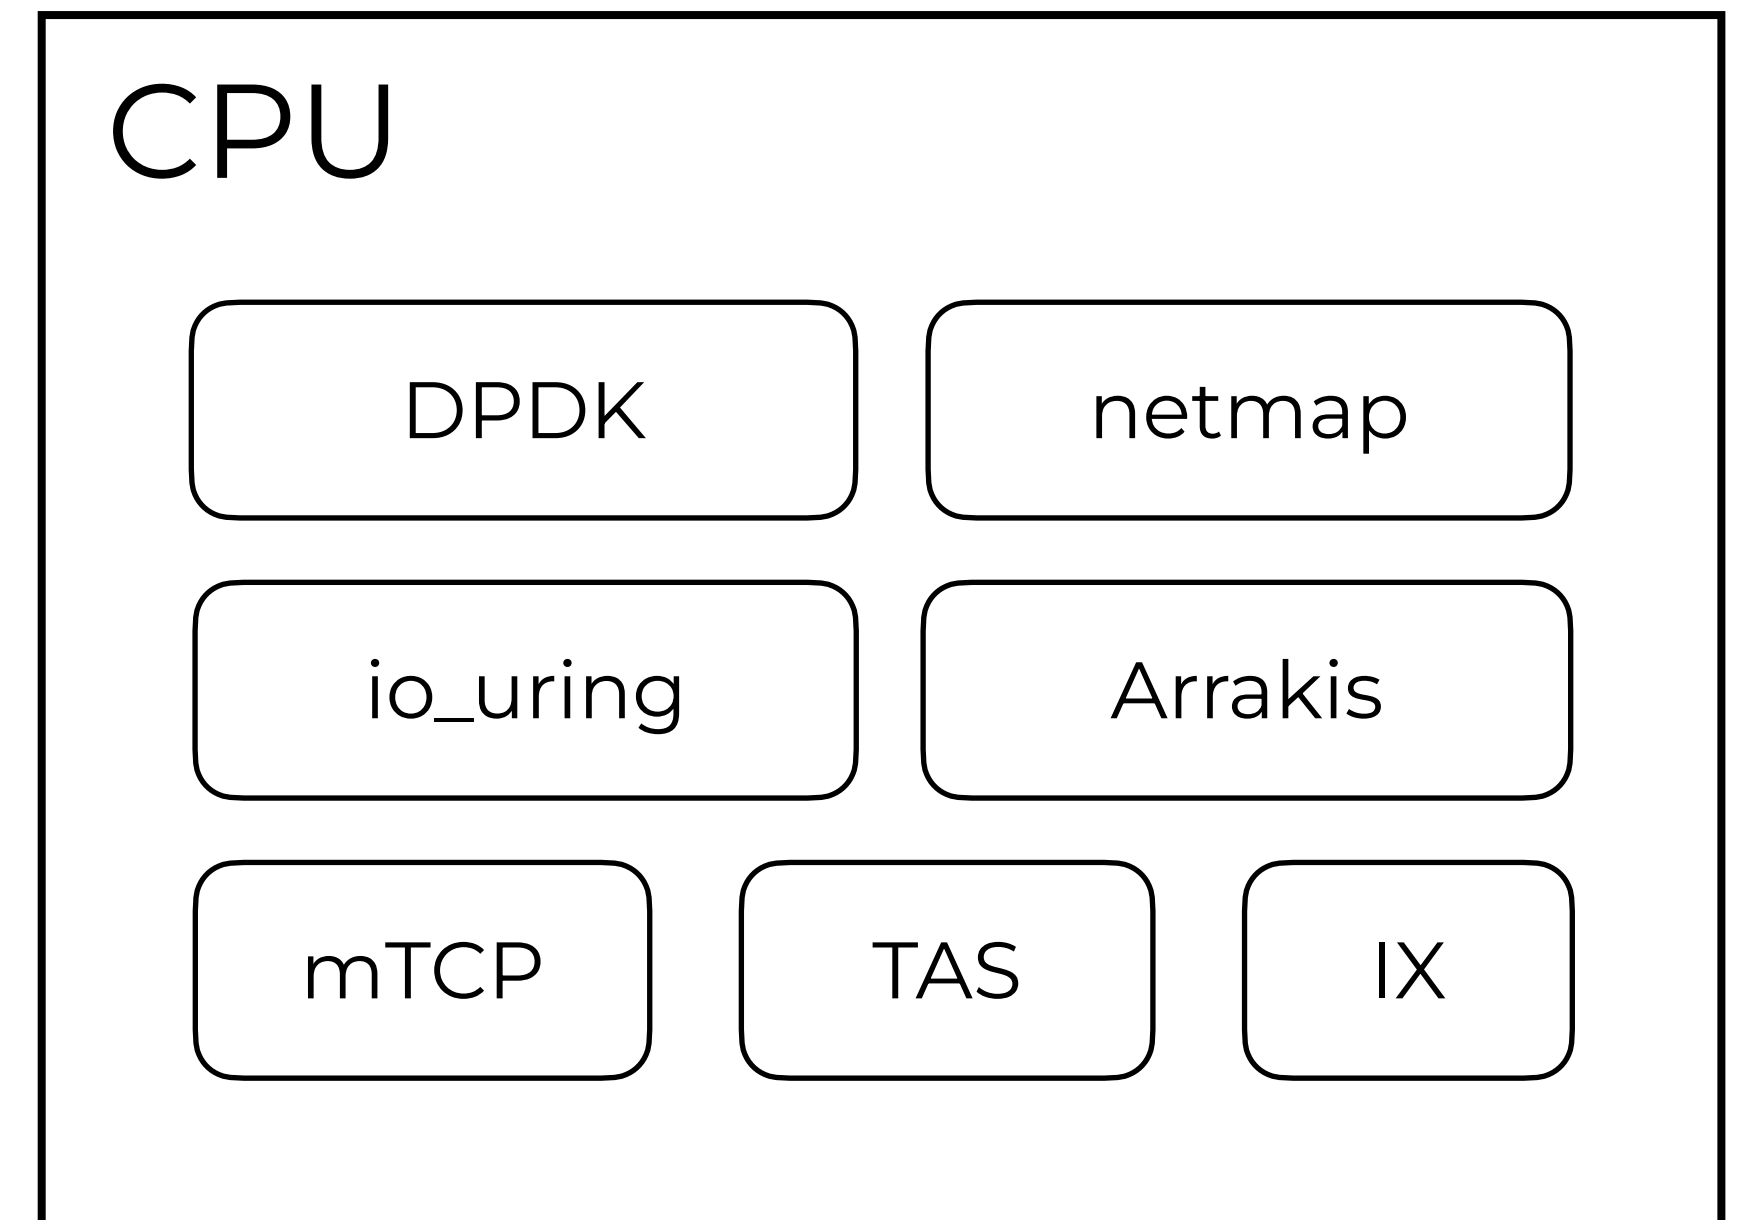 CPU
DPDK
netmap
io_uring
Arrakis
mTCP
TAS
IX